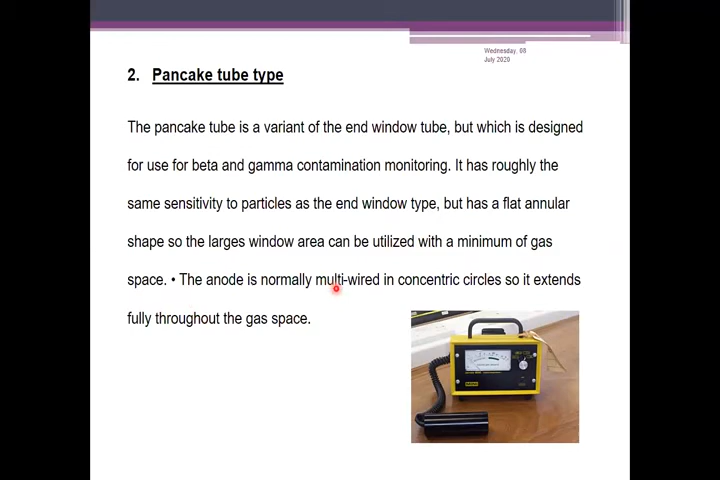 Wednesday, 08
July 2020
2. Pancake tube type
The pancake tube is a variant of the end window tube, but which is designed
for use for beta and gamma contamination monitoring. It has roughly the
same sensitivity to particles as the end window type, but has a flat annular
shape so the larges window area can be utilized with a minimum of gas
space. • The anode is normally multi-wired in concentric circles so it extends
fully throughout the gas space.